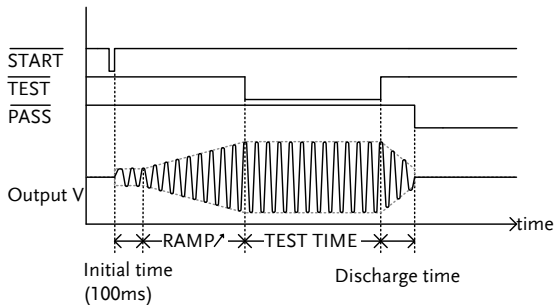 START
TEST
PASS
Output V
time
RAMP↗
TEST TIME
Initial time
(100ms)
Discharge time